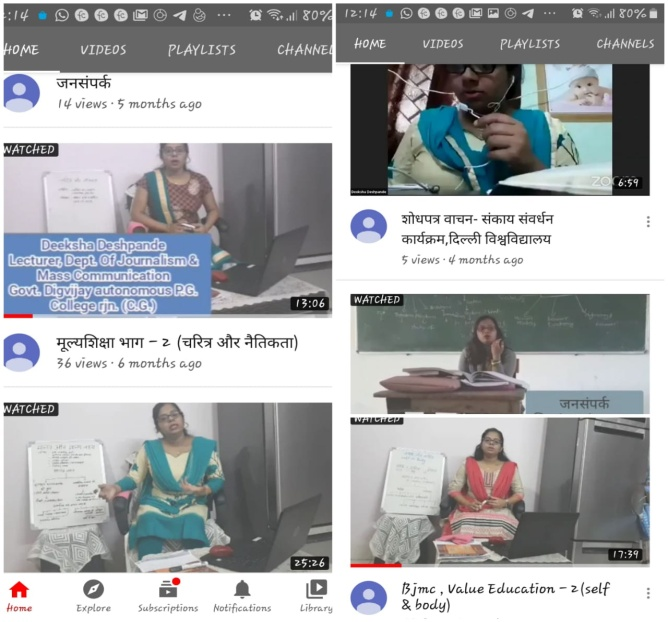 :14 ... 80%
HOME VIDEOS PLAYLISTS CHANNEL
जनसंपर्क
14 views · 5 months ago
WATCHED
Deeksha Deshpande
Lecturer, Dept. Of Journalism &
Mass Communication
Govt. Digvijay autonomous P.G.
College rjn. (C.G.)
13:06
मूल्यशिक्षा भाग - 2 (चरित्र और नैतिकता)
36 views · 6 months ago
WATCHED
25:26
Home Explore Subscriptions Notifications Library
12:14 ... 80%
HOME VIDEOS PLAYLISTS CHANNELS
Deeksha Deshpande
zoom
6:59
शोधपत्र वाचन- संकाय संवर्धन
कार्यक्रम,दिल्ली विश्वविद्यालय
5 views · 4 months ago
WATCHED
जनसंपर्क
WATCHED
17:39
Bjmc , Value Education - 2 (self
& body)